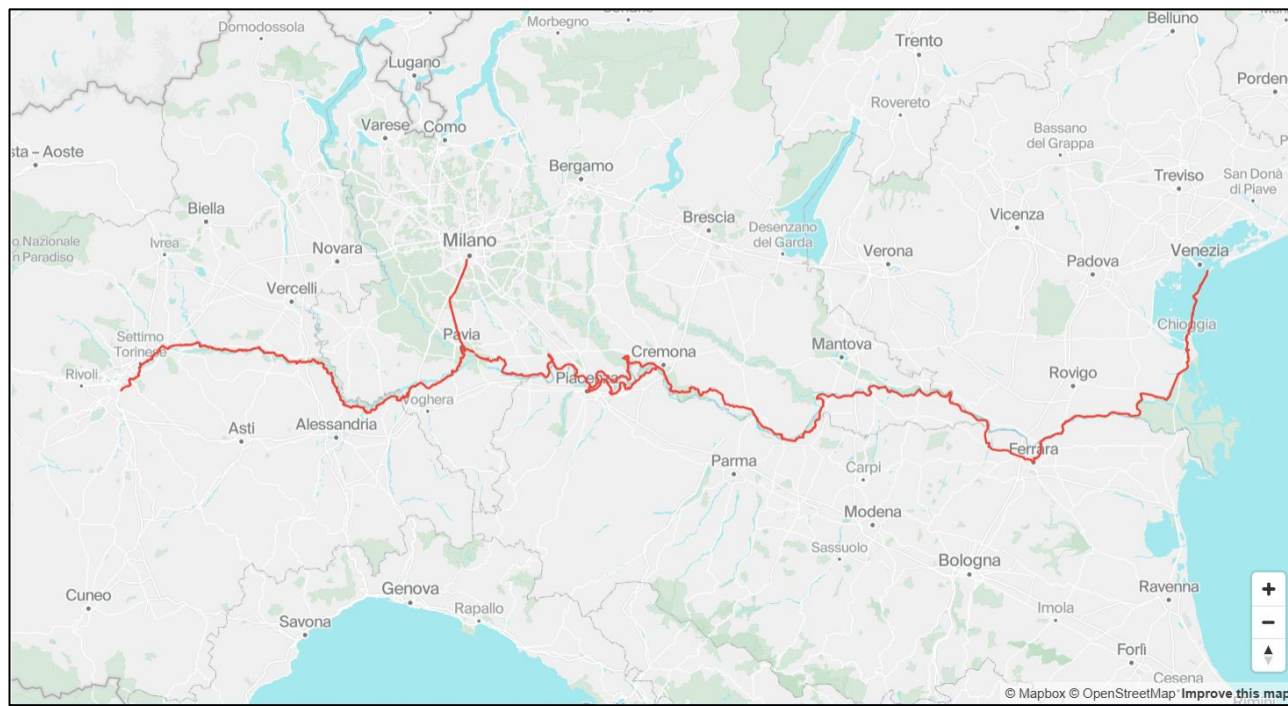 Belluno
Morbegno
Domodossola
Trento
Lugano
Porden
Rovereto
Varese
Como
Bassano
del Grappa
sta – Aoste
Bergamo
Treviso
San Donà
di Piave
Biella
Brescia
Vicenza
Desenzano
del Garda
Milano
o Nazionale
n Paradiso
Ivrea
Novara
Verona
Padova
Venezia
Vercelli
Chioggia
Settimo
Torinese
Pavia
Mantova
Cremona
Rivoli
Piacenza
Rovigo
Voghera
Asti
Alessandria
Ferrara
Parma
Carpi
Modena
Sassuolo
Bologna
Cuneo
Genova
Rapallo
Ravenna
Imola
Savona
Forlì
Cesena
© Mapbox © OpenStreetMap Improve this map